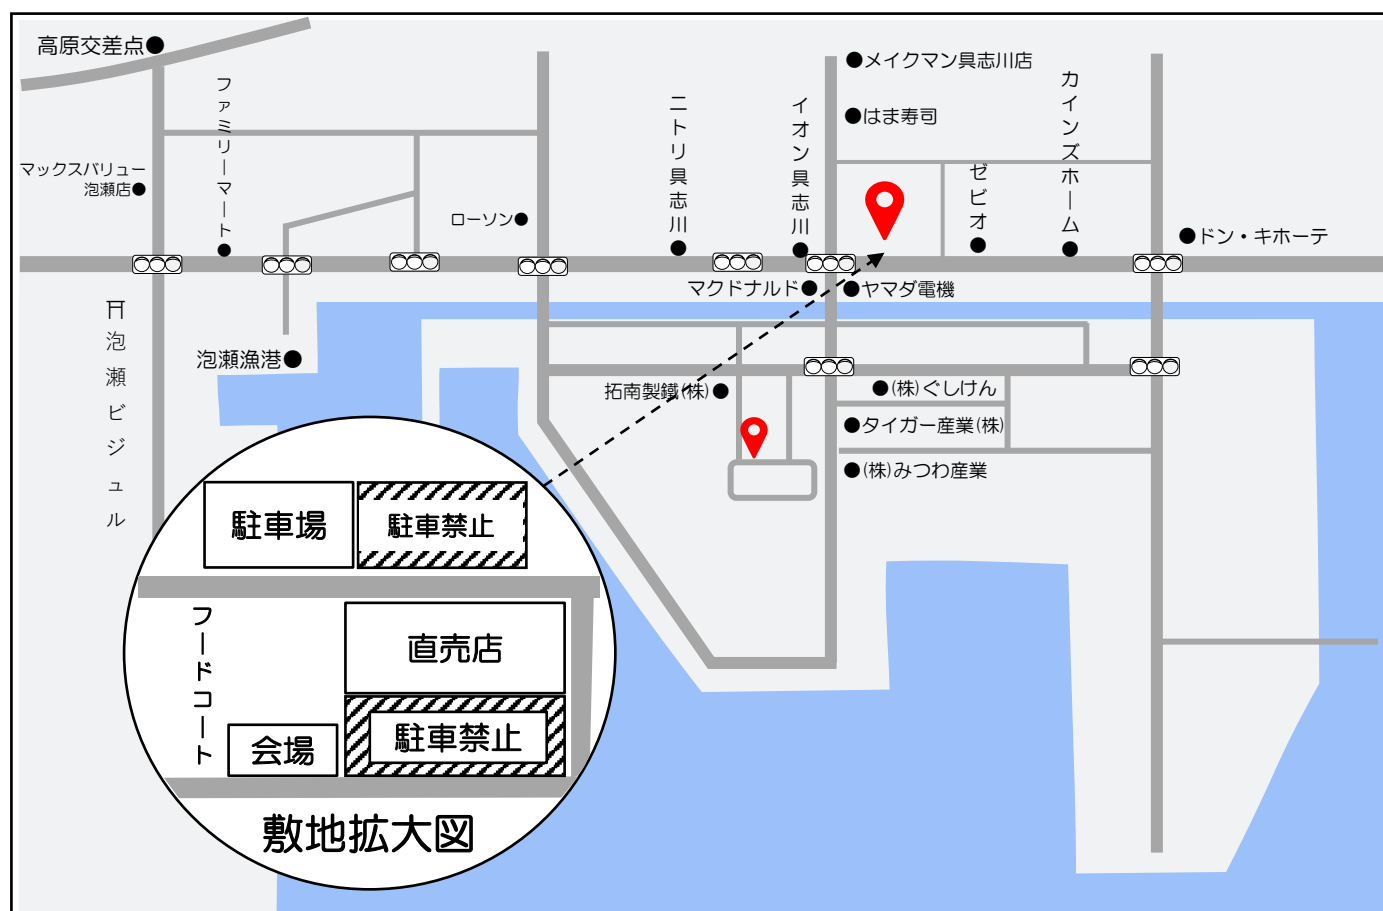 高原交差点
メイクマン具志川店
はま寿司
カインズホーム
ファミリーマート
ニトリ具志川
イオン具志川
ゼビオ
マックスバリュー
泡瀬店
ローソン
ドン・キホーテ
マクドナルド
ヤマダ電機
泡瀬ビジュル
泡瀬漁港
拓南製鐵(株)
(株)ぐしけん
タイガー産業(株)
(株)みつわ産業
駐車場
駐車禁止
フードコート
直売店
会場
駐車禁止
敷地拡大図